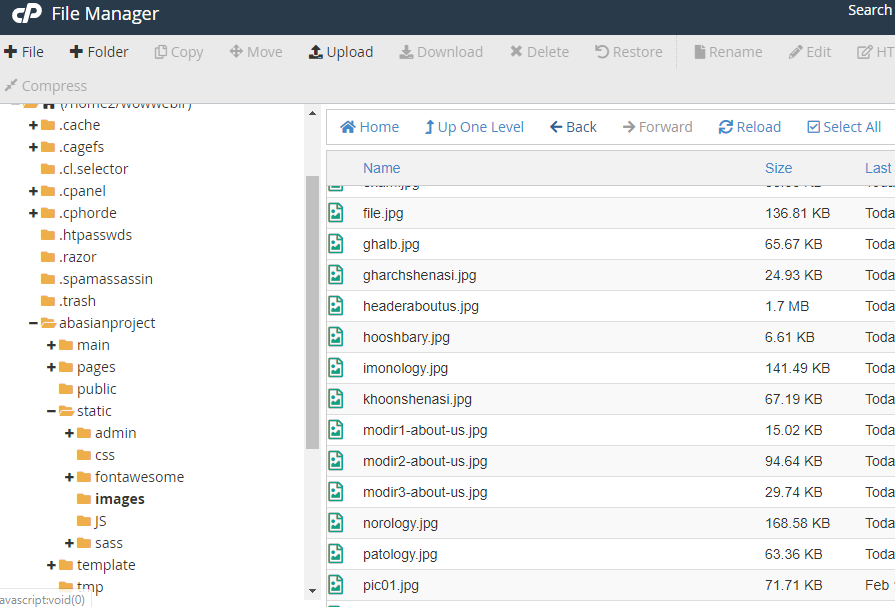 cP File Manager
Search
File Folder Copy Move Upload Download Delete Restore Rename Edit HT
Compress
(/home2/wowwebir)
.cache
.cagefs
.cl.selector
.cpanel
.cphorde
.htpasswds
.razor
.spamassassin
.trash
abasianproject
main
pages
public
static
admin
css
fontawesome
images
JS
sass
template
tmp
avascript:void(0)
Home Up One Level Back Forward Reload Select All
Name Size Last
file.jpg 136.81 KB Toda
ghalb.jpg 65.67 KB Toda
gharchshenasi.jpg 24.93 KB Toda
headeraboutus.jpg 1.7 MB Toda
hooshbary.jpg 6.61 KB Toda
imonology.jpg 141.49 KB Toda
khoonshenasi.jpg 67.19 KB Toda
modir1-about-us.jpg 15.02 KB Toda
modir2-about-us.jpg 94.64 KB Toda
modir3-about-us.jpg 29.74 KB Toda
norology.jpg 168.58 KB Toda
patology.jpg 63.36 KB Toda
pic01.jpg 71.71 KB Feb